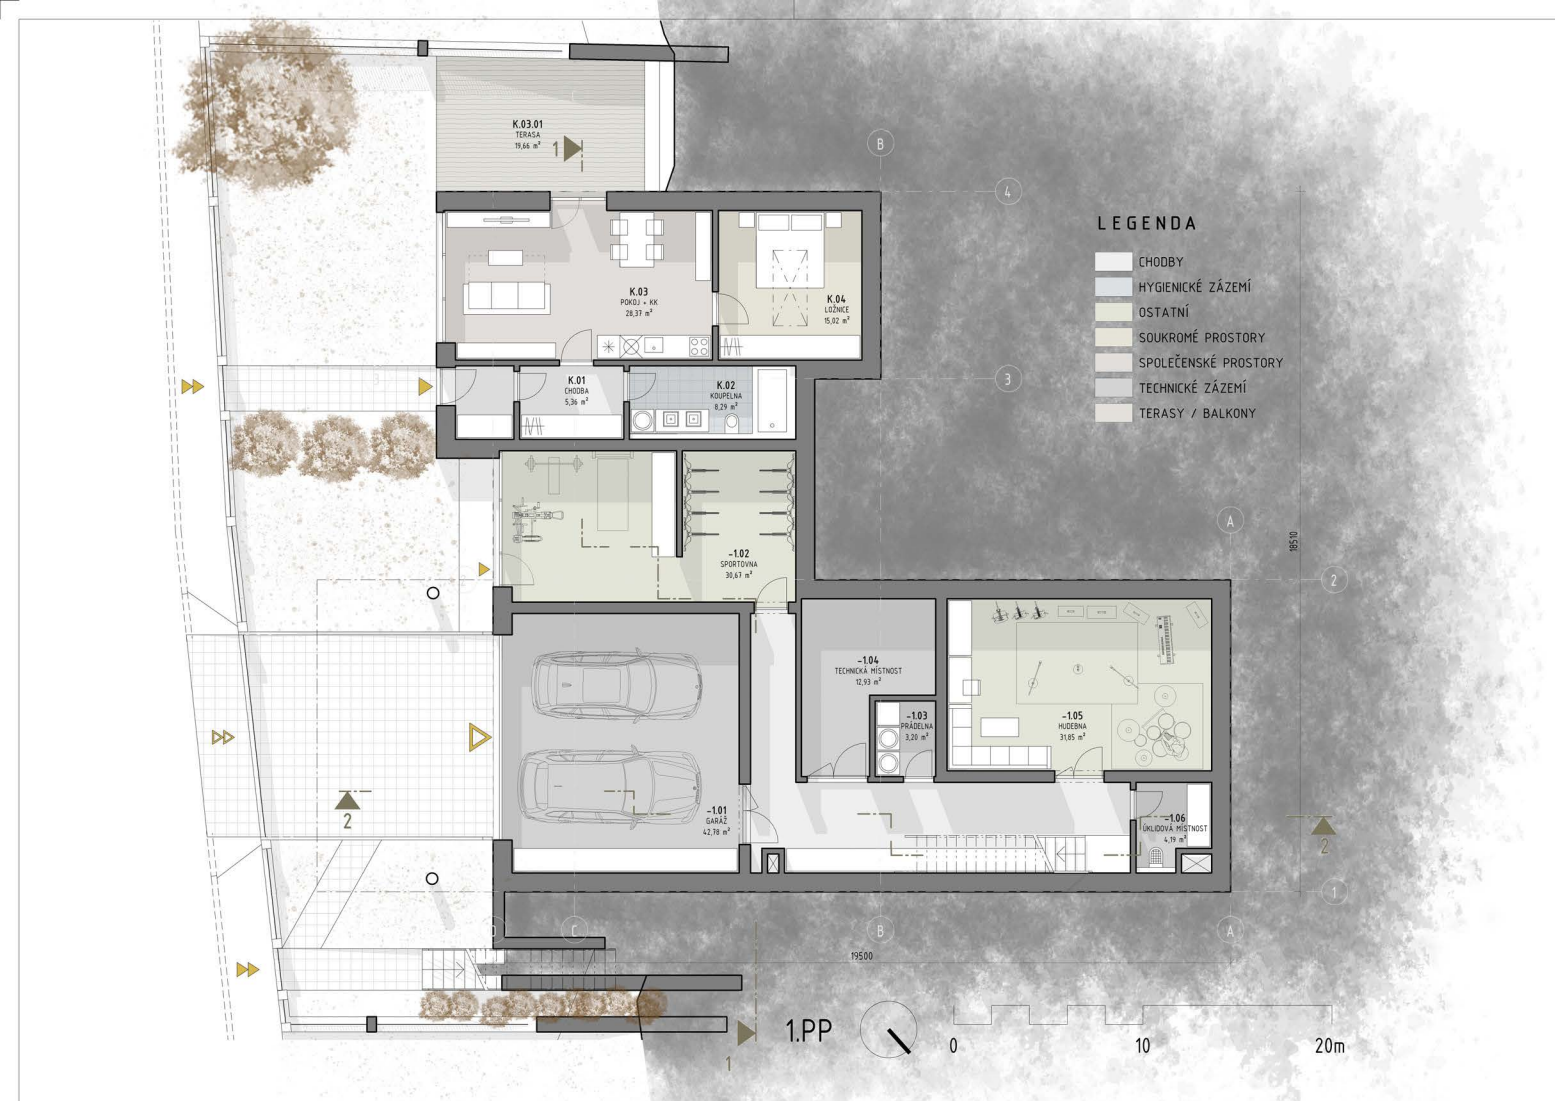 K.03.01
TERASA
19,66 m²
1
B
4
LEGENDA
CHODBY
HYGIENICKÉ ZÁZEMÍ
OSTATNÍ
SOUKROMÉ PROSTORY
SPOLEČENSKÉ PROSTORY
TECHNICKÉ ZÁZEMÍ
TERASY / BALKONY
K.03
POKOJ + KK
28,37 m²
K.04
LOŽNICE
15,02 m²
K.01
CHODBA
5,36 m²
K.02
KOUPELNA
8,29 m²
3
3
A
18510
-1.02
SPORTOVNA
30,67 m²
2
-1.04
TECHNICKÁ MÍSTNOST
12,93 m²
-1.03
PRÁDELNA
3,20 m²
-1.05
HUDEBNA
31,85 m²
-1.01
GARÁŽ
42,78 m²
-1.06
ÚKLIDOVÁ MÍSTNOST
4,19 m²
2
2
1
D
C
B
A
19500
1
1.PP
0
10
20m